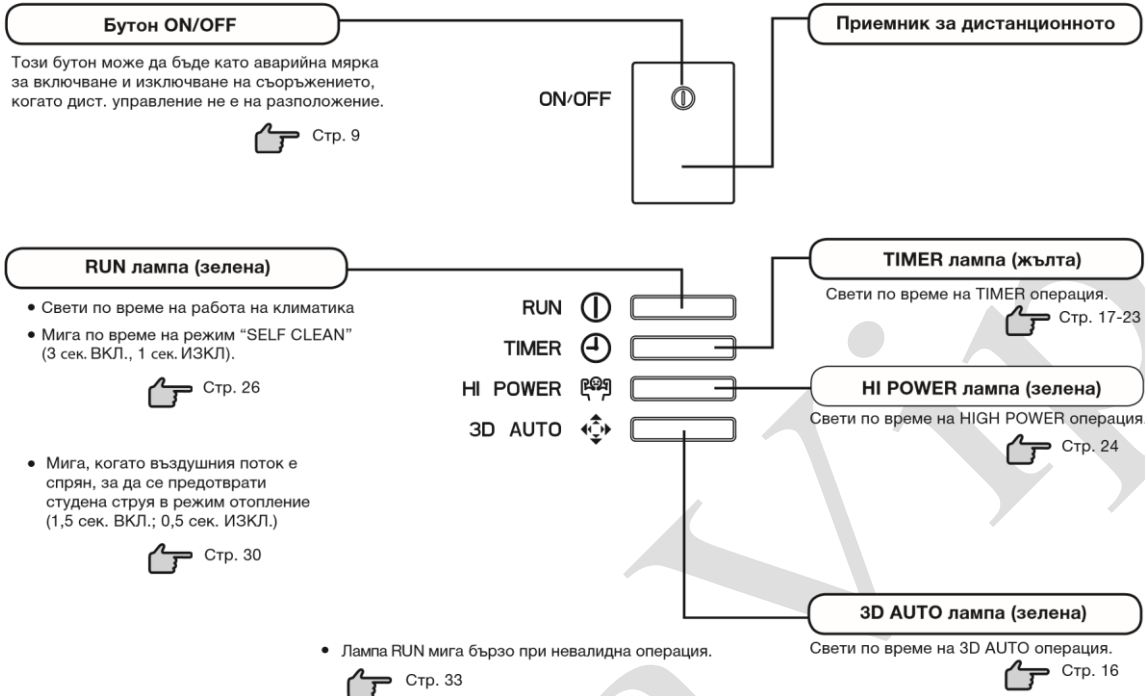 Бутон ON/OFF
Този бутон може да бъде като аварийна мярка
за включване и изключване на съоръжението,
когато дист. управление не е на разположение.
Стр. 9
ON/OFF
Приемник за дистанционното
RUN лампа (зелена)
• Свети по време на работа на климатика
• Мига по време на режим “SELF CLEAN”
(3 сек. ВКЛ., 1 сек. ИЗКЛ).
Стр. 26
• Мига, когато въздушния поток е
спрян, за да се предотврати
студена струя в режим отопление
(1,5 сек. ВКЛ.; 0,5 сек. ИЗКЛ.)
Стр. 30
RUN
TIMER
HI POWER
3D AUTO
TIMER лампа (жълта)
Свети по време на TIMER операция.
Стр. 17-23
HI POWER лампа (зелена)
Свети по време на HIGH POWER операция.
Стр. 24
3D AUTO лампа (зелена)
Свети по време на 3D AUTO операция.
Стр. 16
• Лампа RUN мига бързо при невалидна операция.
Стр. 33